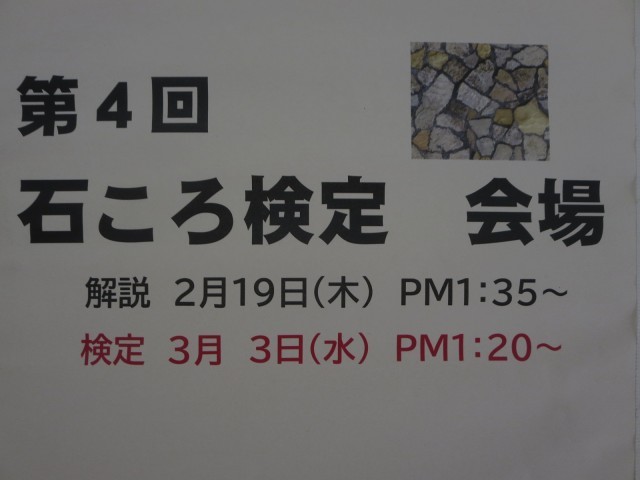 第4回
石ころ検定　会場
解説　2月19日(木)　PM1:35～
検定　3月　3日(水)　PM1:20～